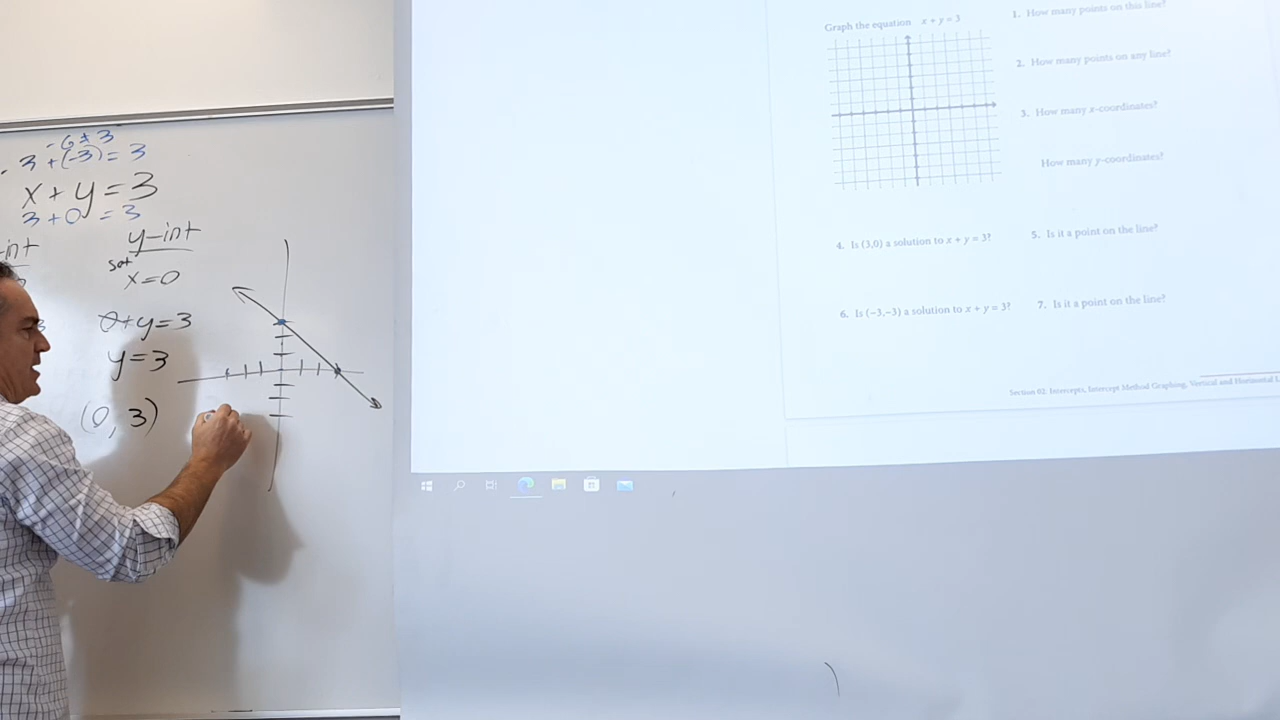 -6 ≠ 3
-3 + (-3) = 3
x + y = 3
3 + 0 = 3
-int
y-int
set
x = 0
0 + y = 3
y = 3
(0, 3)
Graph the equation x + y = 3
1. How many points on this line?
2. How many points on any line?
3. How many x-coordinates?
How many y-coordinates?
4. Is (3,0) a solution to x + y = 3?
5. Is it a point on the line?
6. Is (−3,−3) a solution to x + y = 3?
7. Is it a point on the line?
Section 02: Intercepts, Intercept Method Graphing, Vertical and Horizontal